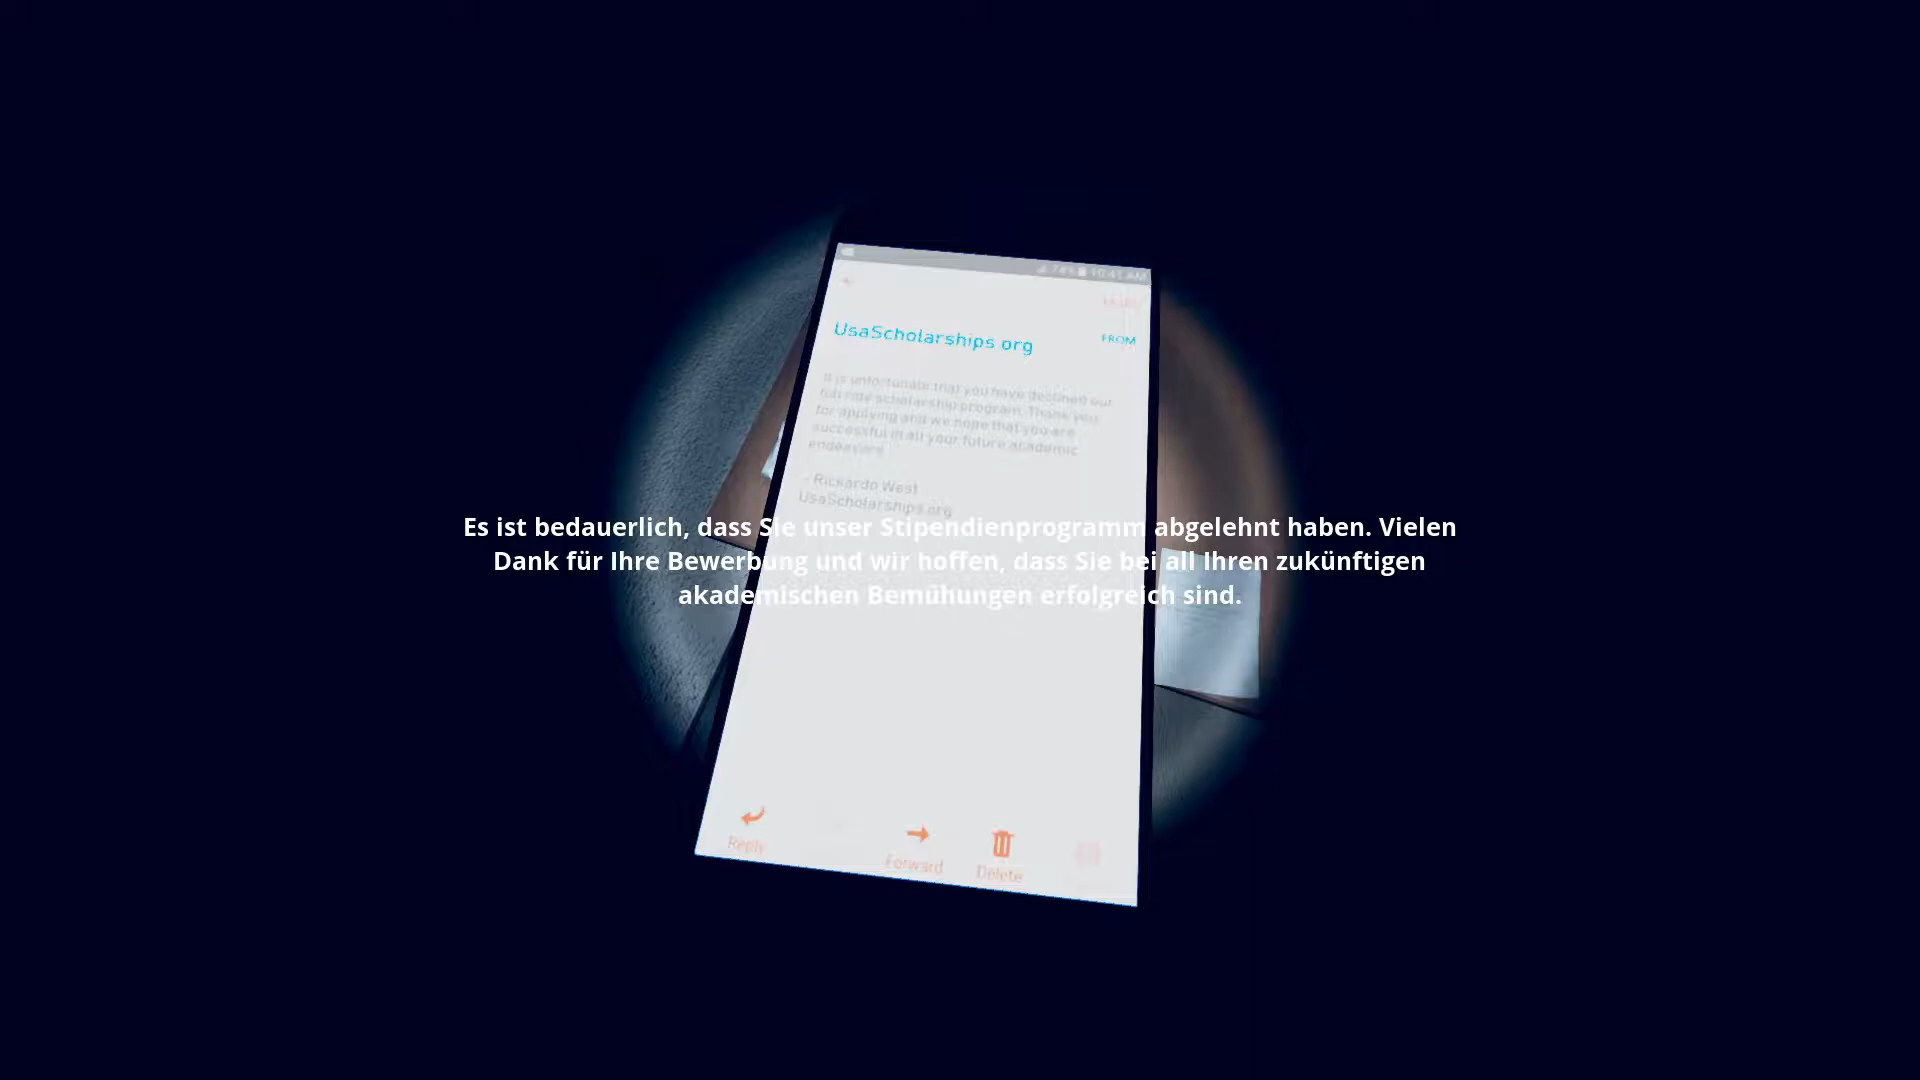 10:41 AM
UsaScholarships org
FROM
It is unfortunate that you have declined our
full ride scholarship program. Thank you
for applying and we hope that you are
successful in all your future academic
endeavors
- Rickardo West
UsaScholarships.org
Es ist bedauerlich, dass Sie unser Stipendienprogramm abgelehnt haben. Vielen
Dank für Ihre Bewerbung und wir hoffen, dass Sie bei all Ihren zukünftigen
akademischen Bemühungen erfolgreich sind.
Reply
Forward
Delete